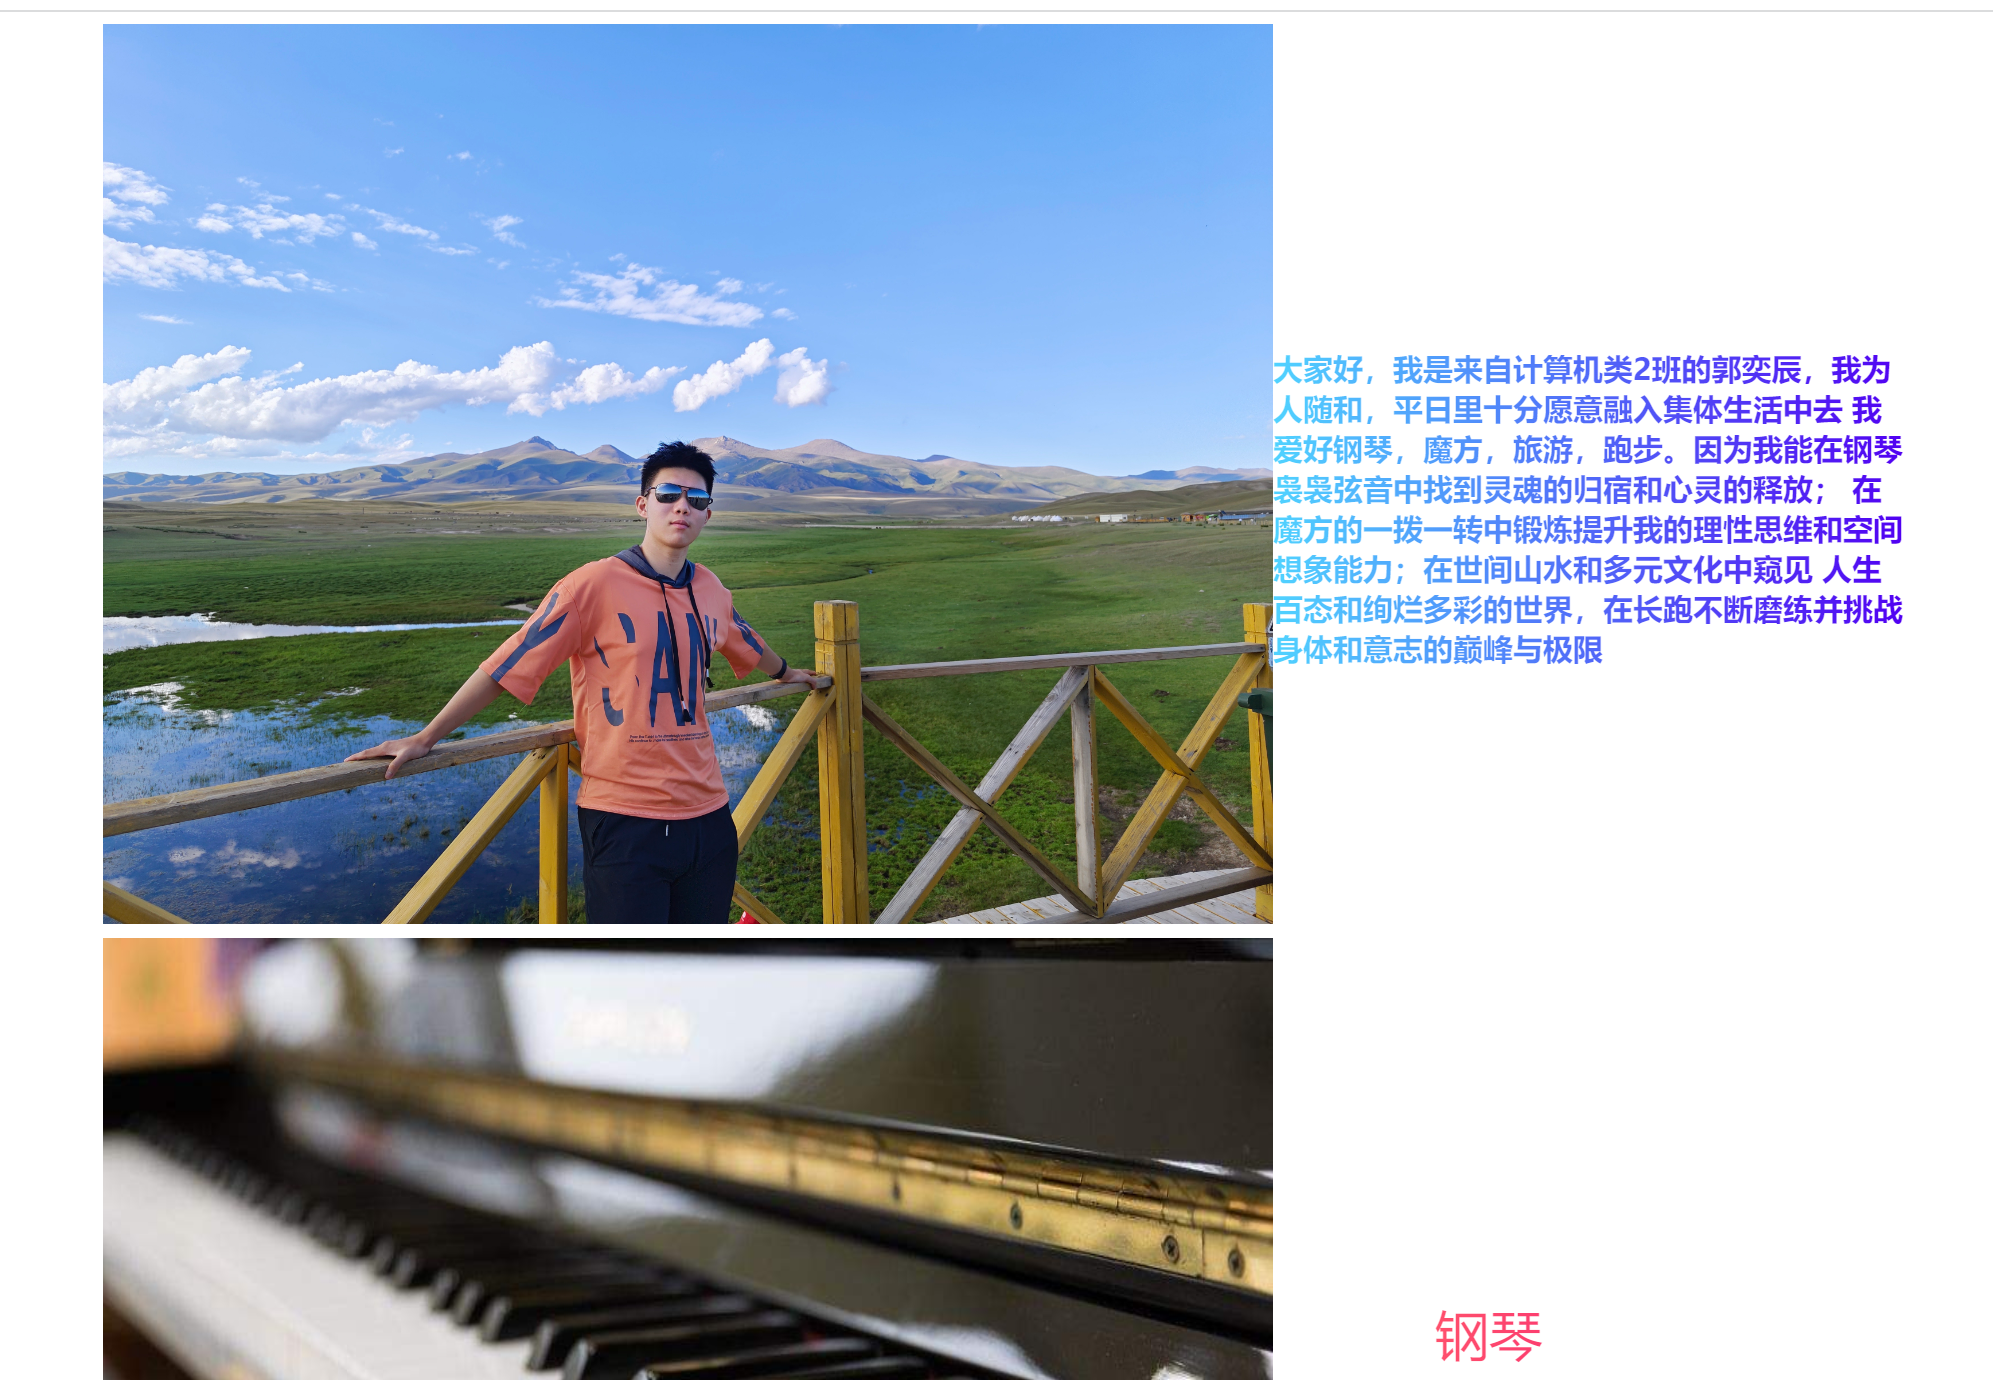 大家好，我是来自计算机类2班的郭奕辰，我为
人随和，平日里十分愿意融入集体生活中去 我
爱好钢琴，魔方，旅游，跑步。因为我能在钢琴
袅袅弦音中找到灵魂的归宿和心灵的释放； 在
魔方的一拨一转中锻炼提升我的理性思维和空间
想象能力；在世间山水和多元文化中窥见 人生
百态和绚烂多彩的世界，在长跑不断磨练并挑战
身体和意志的巅峰与极限
钢琴